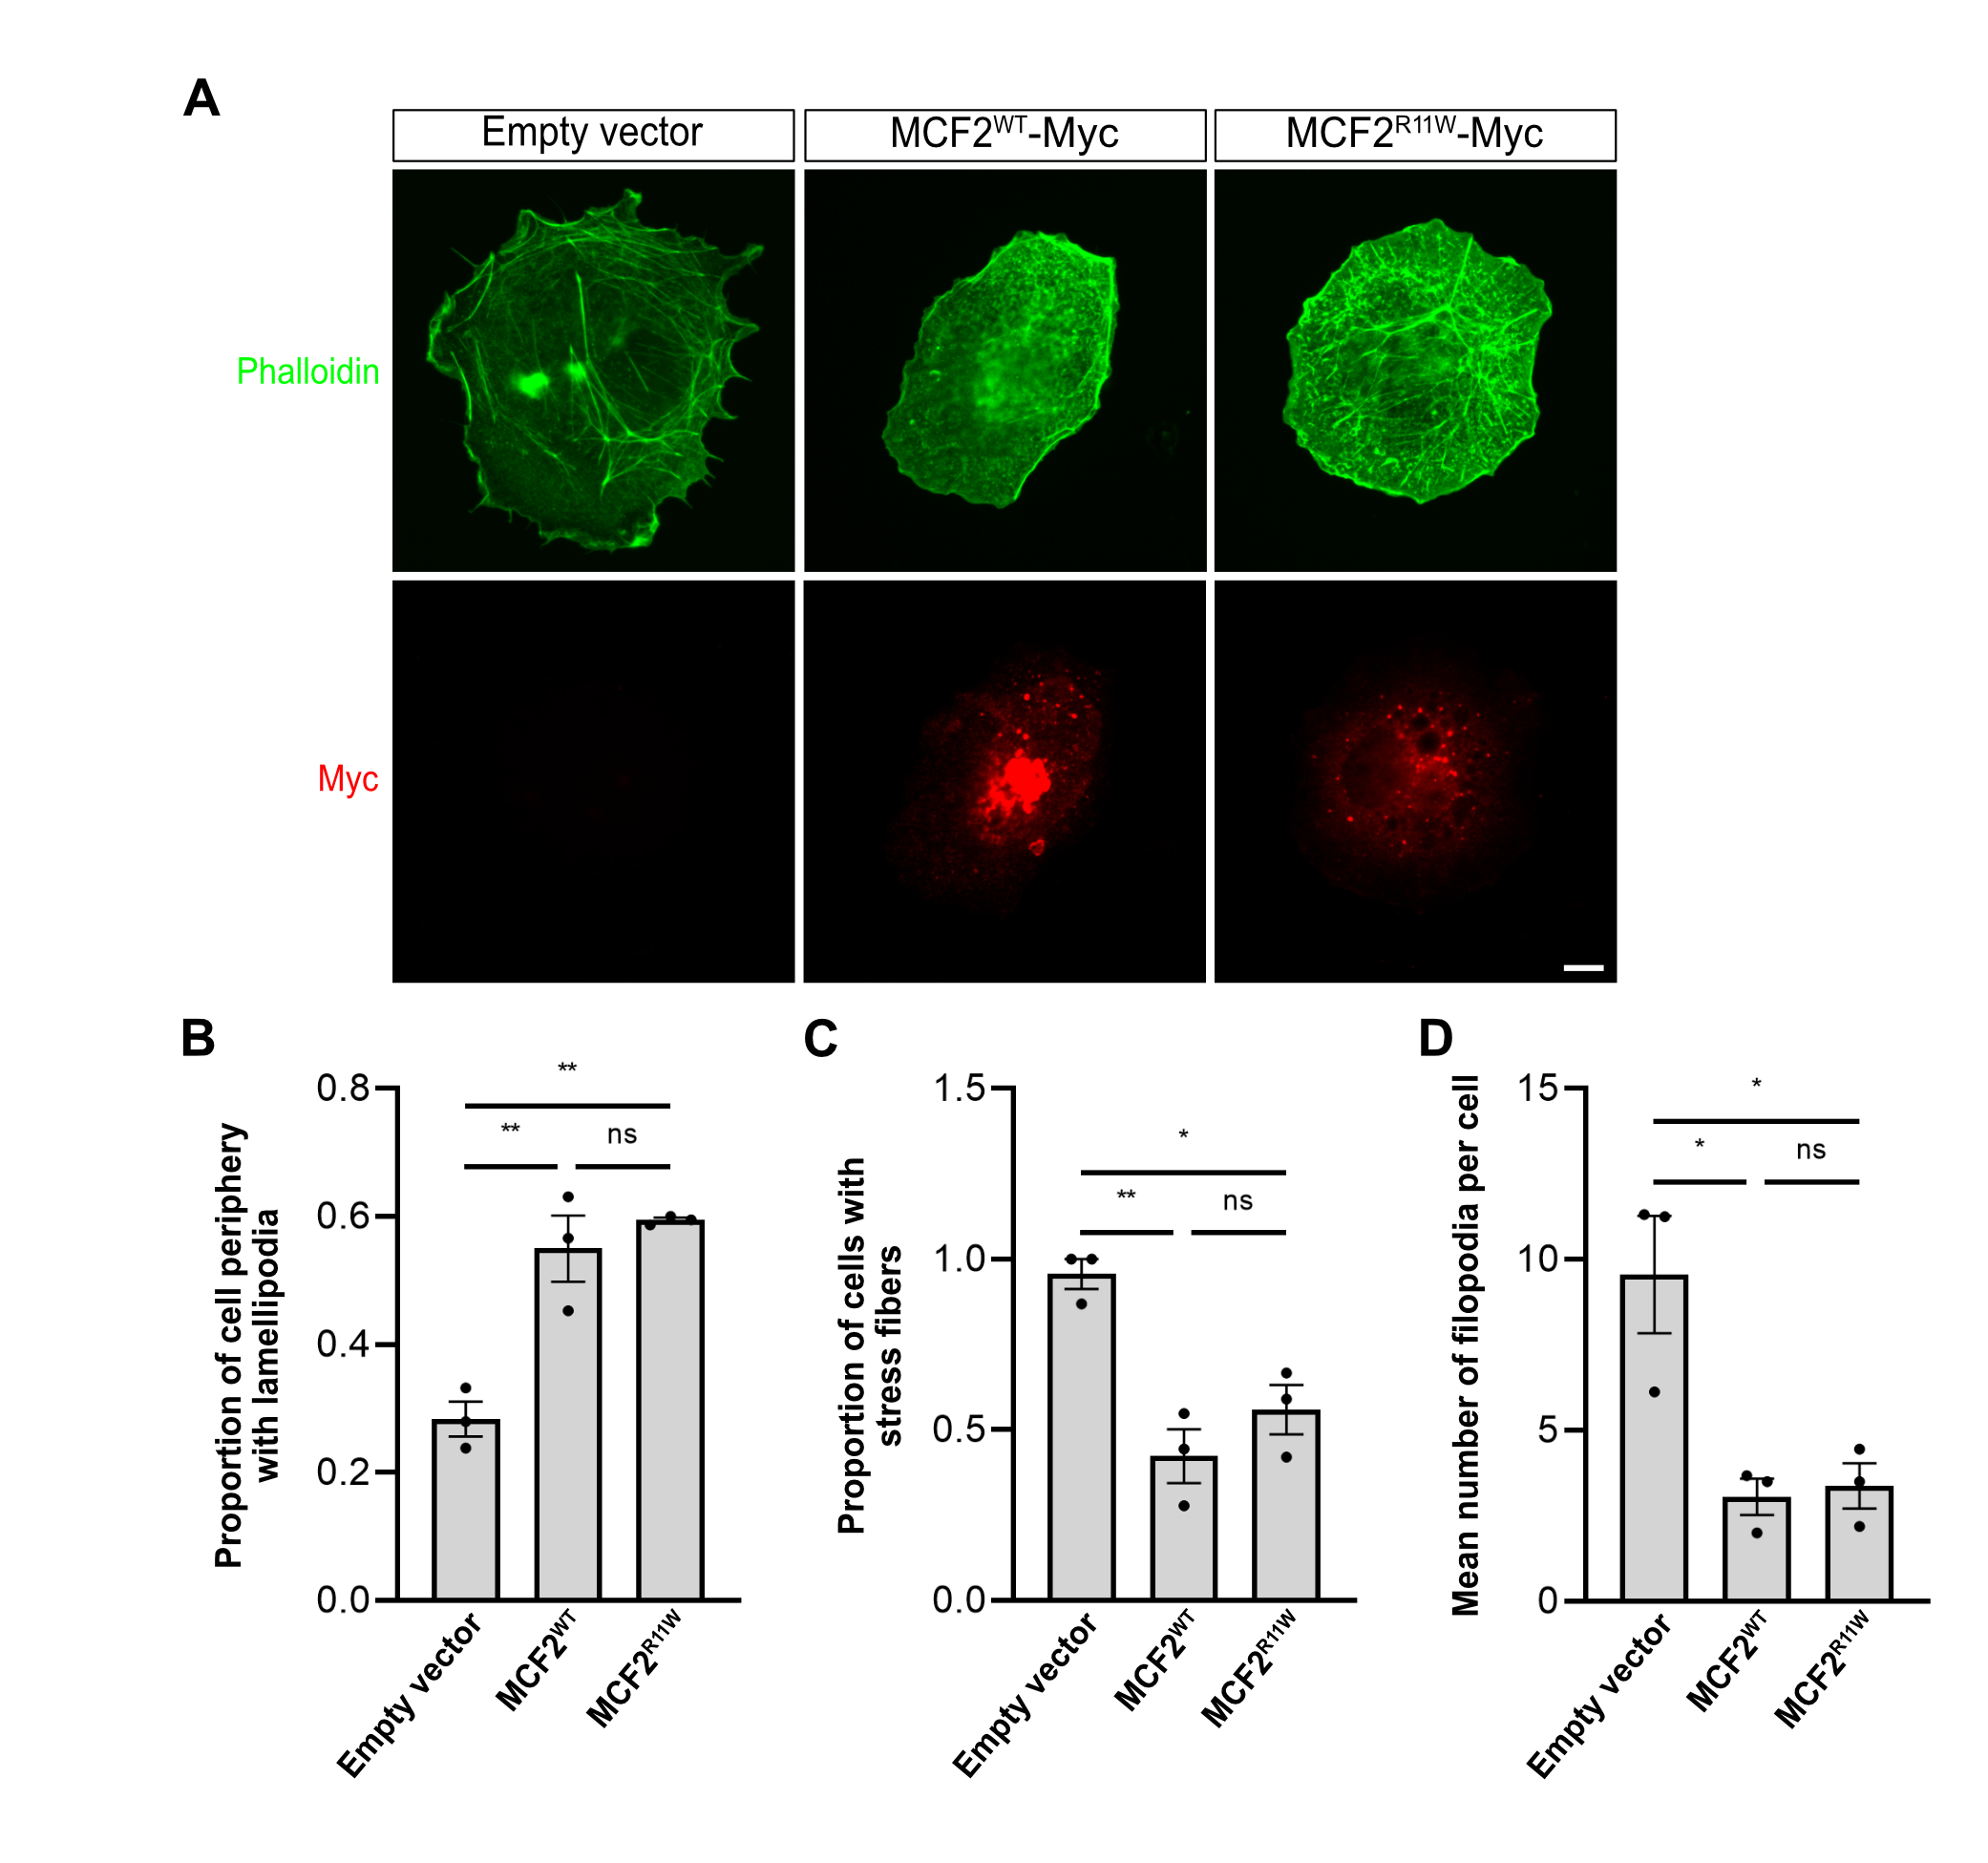 A
Empty vector
MCF2ᵂᵀ-Myc
MCF2ᴿ¹¹ᵂ-Myc
Phalloidin
Myc
B
Proportion of cell periphery
with lamellipodia
0.8
0.6
0.4
0.2
0.0
**
**
ns
Empty vector
MCF2ᵂᵀ
MCF2ᴿ¹¹ᵂ
C
Proportion of cells with
stress fibers
1.5
1.0
0.5
0.0
*
**
ns
Empty vector
MCF2ᵂᵀ
MCF2ᴿ¹¹ᵂ
D
Mean number of filopodia per cell
15
10
5
0
*
*
ns
Empty vector
MCF2ᵂᵀ
MCF2ᴿ¹¹ᵂ